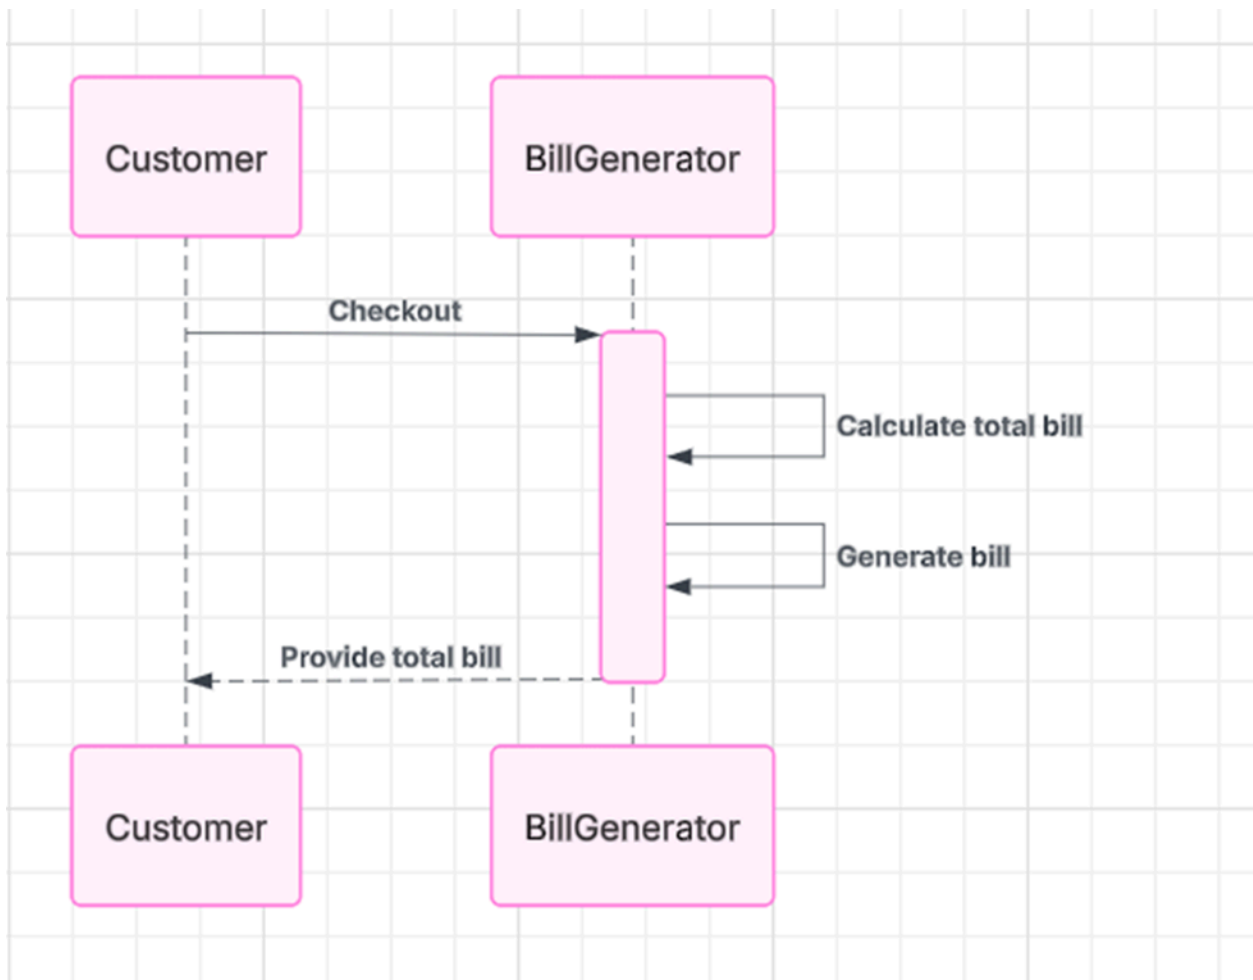 Customer
BillGenerator
Checkout
Calculate total bill
Generate bill
Provide total bill
Customer
BillGenerator